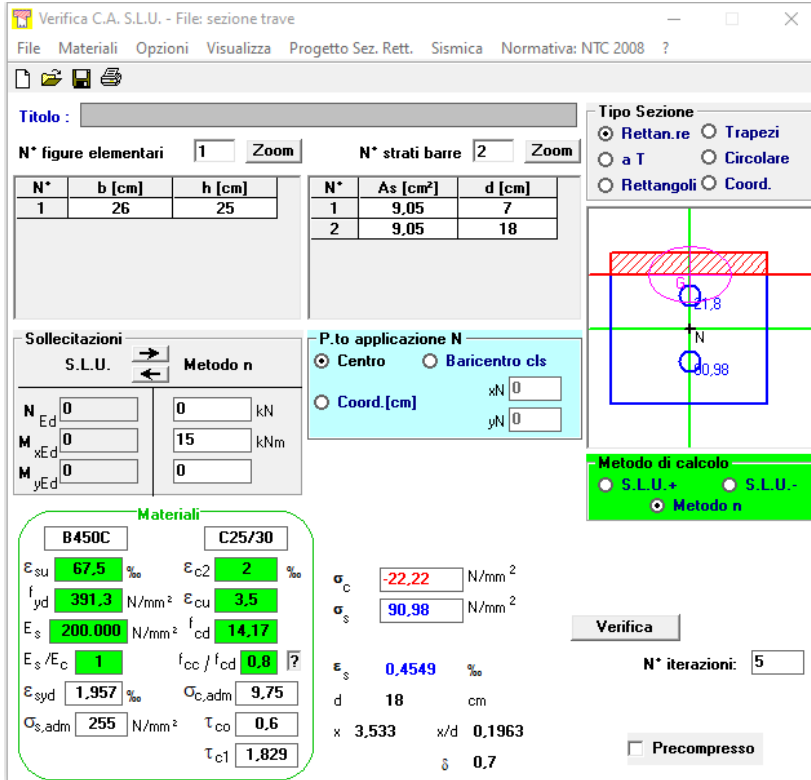 Verifica C.A. S.L.U. - File: sezione trave
File Materiali Opzioni Visualizza Progetto Sez. Rett. Sismica Normativa: NTC 2008 ?
Titolo :
N° figure elementari 1 Zoom
N° strati barre 2 Zoom
N° b [cm] h [cm]
1 26 25
N° As [cm²] d [cm]
1 9,05 7
2 9,05 18
Tipo Sezione
Rettan.re Trapezi
a T Circolare
Rettangoli Coord.
G
21,8
N
90,98
Sollecitazioni
S.L.U. Metodo n
N Ed 0 0 kN
M xEd 0 15 kNm
M yEd 0 0
P.to applicazione N
Centro Baricentro cls
Coord.[cm]
xN 0
yN 0
Metodo di calcolo
S.L.U.+ S.L.U.-
Metodo n
Materiali
B450C C25/30
εsu 67,5 ‰ εc2 2 ‰
fyd 391,3 N/mm² εcu 3,5
Es 200.000 N/mm² fcd 14,17
Es/Ec 1 fcc / fcd 0,8 ?
εsyd 1,957 ‰ σc,adm 9,75
σs,adm 255 N/mm² τco 0,6
τc1 1,829
σc -22,22 N/mm²
σs 90,98 N/mm²
εs 0,4549 ‰
d 18 cm
x 3,533 x/d 0,1963
δ 0,7
Verifica
N° iterazioni: 5
Precompresso